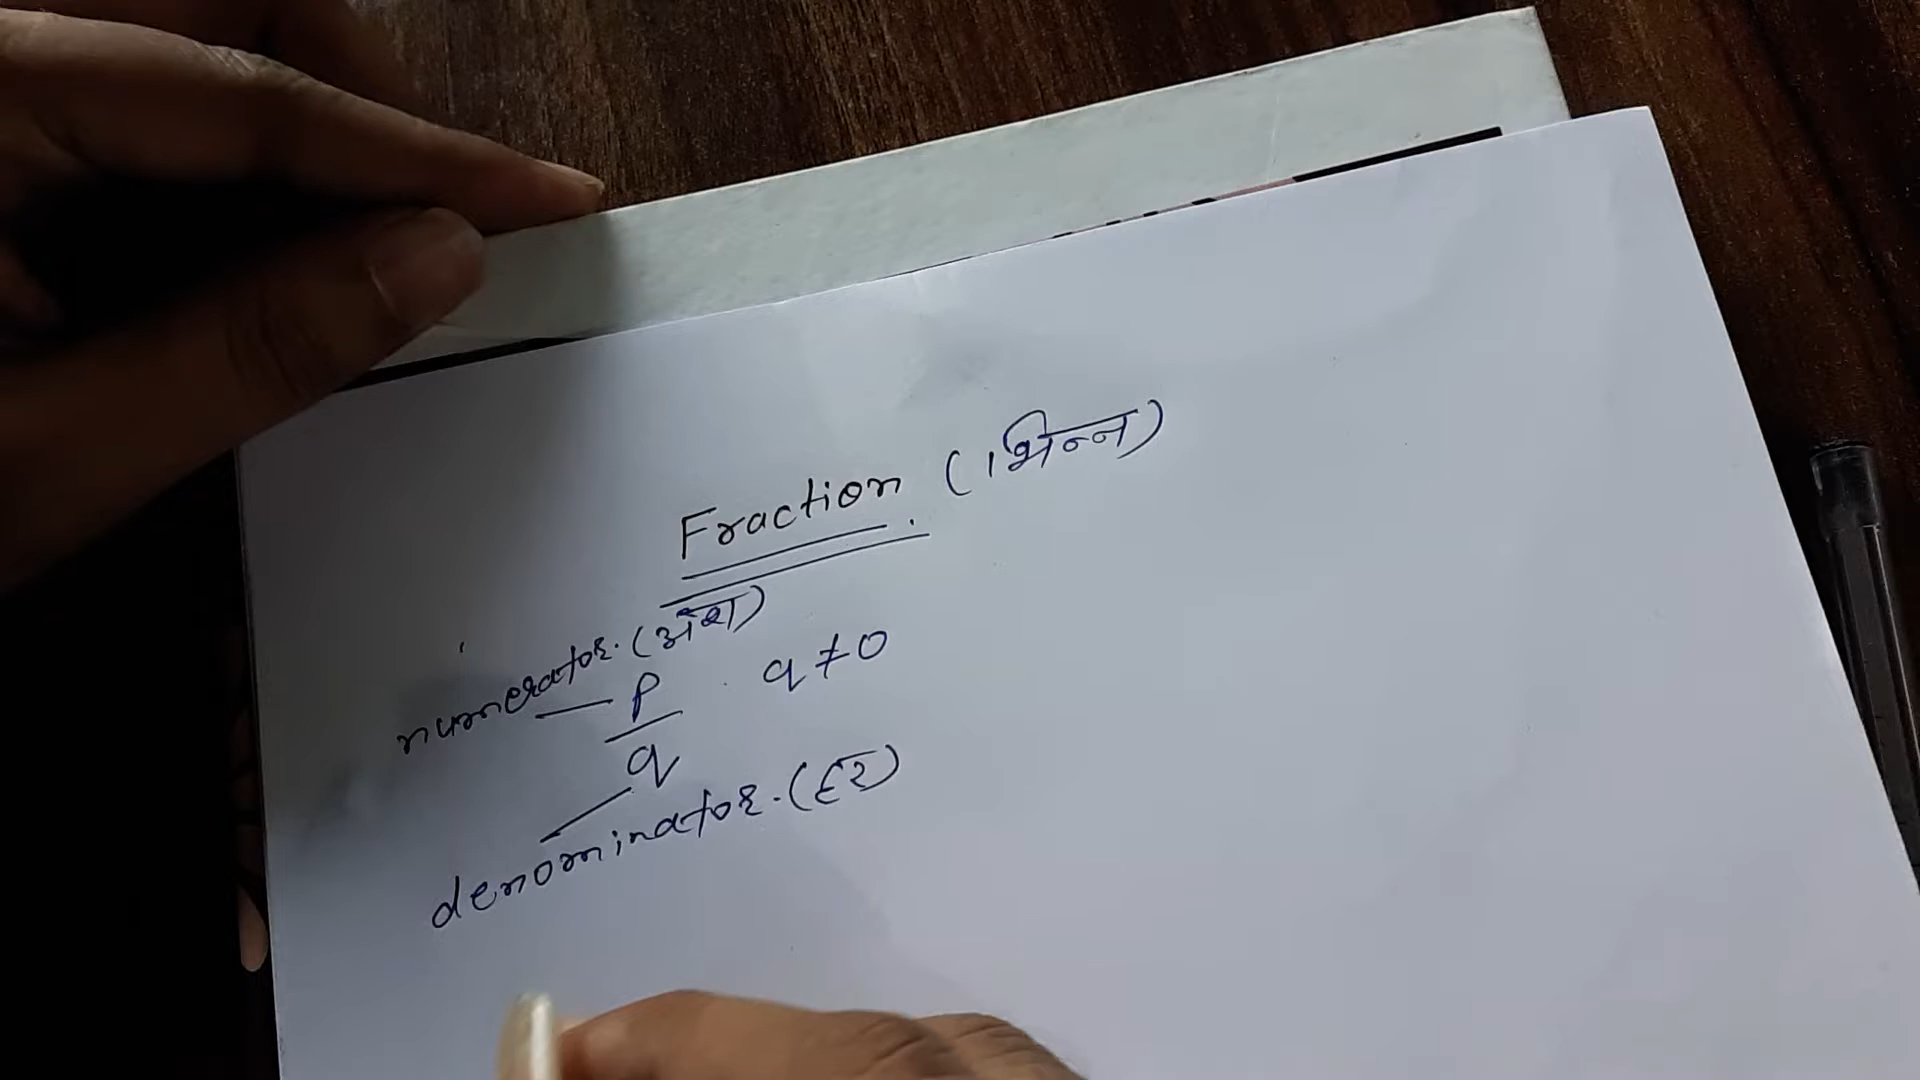 Fraction (भिन्न)
numerator. (अंश)
p/q q≠0
denominator. (हर)